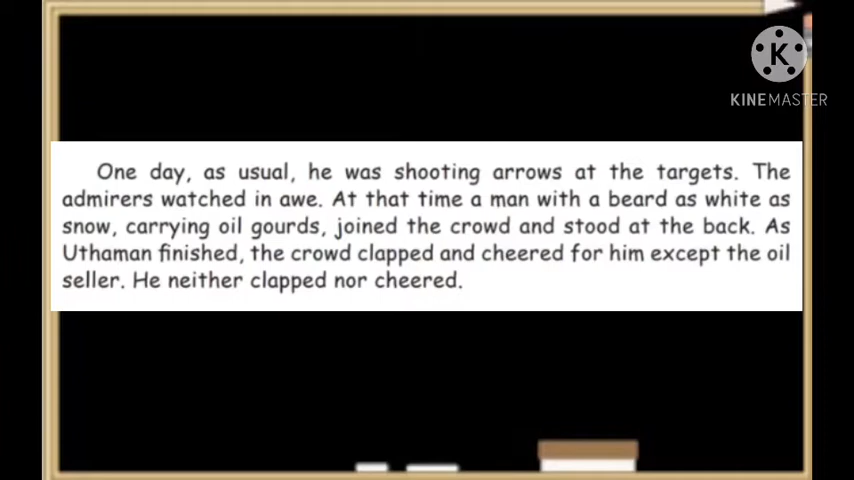 K
KINEMASTER
One day, as usual, he was shooting arrows at the targets. The
admirers watched in awe. At that time a man with a beard as white as
snow, carrying oil gourds, joined the crowd and stood at the back. As
Uthaman finished, the crowd clapped and cheered for him except the oil
seller. He neither clapped nor cheered.